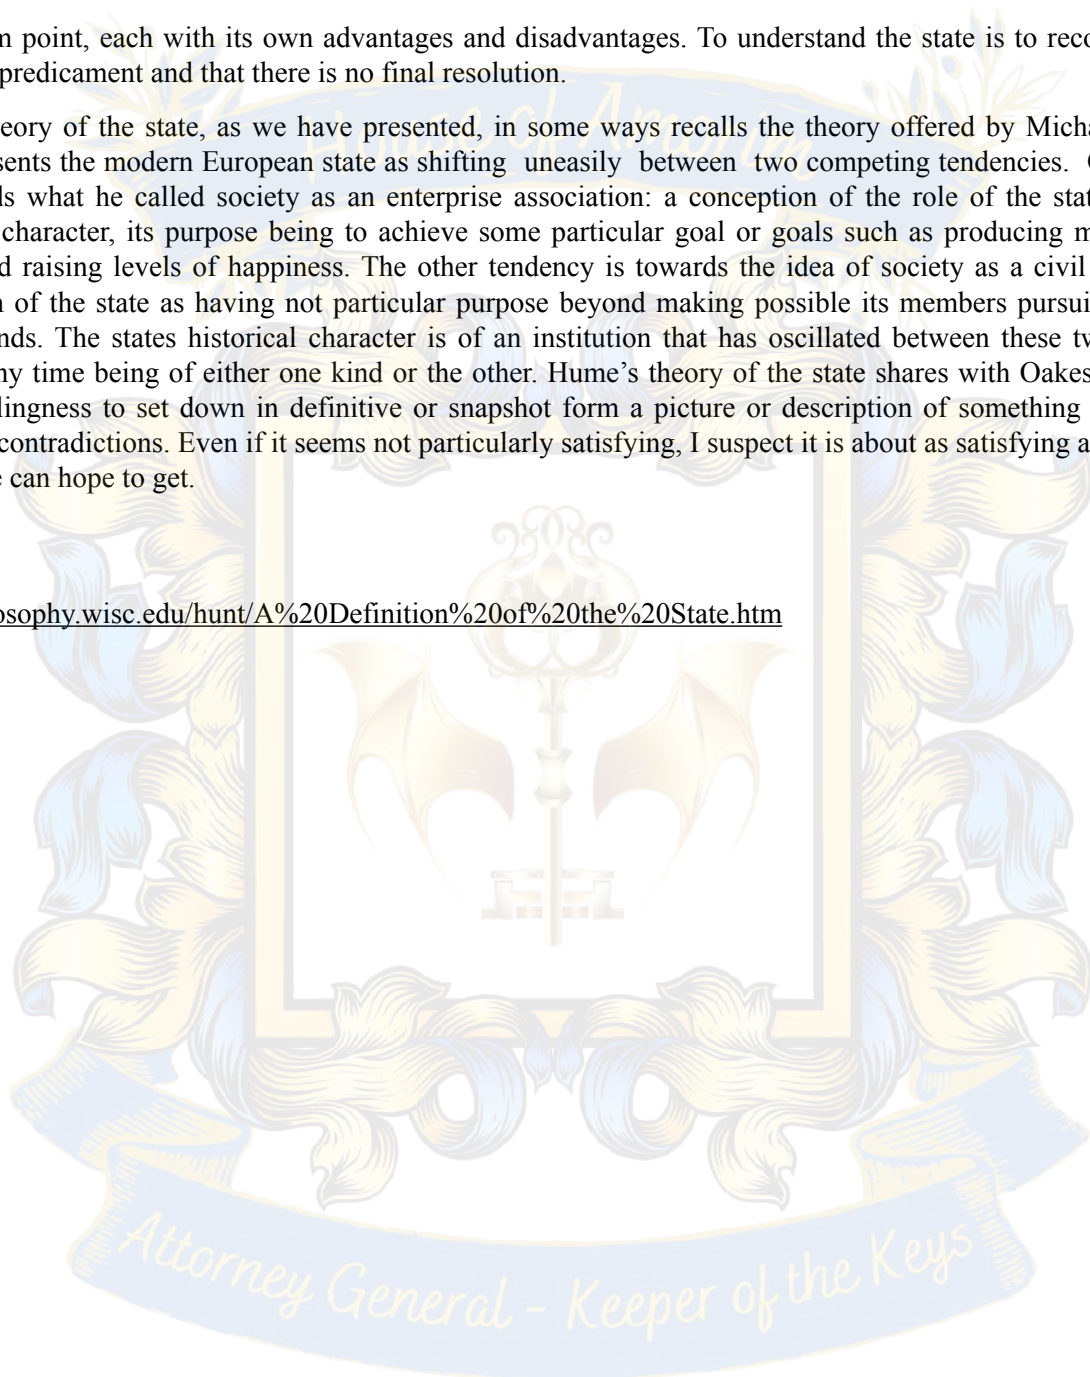 m point, each with its own advantages and disadvantages. To understand the state is to reco
predicament and that there is no final resolution.
eory of the state, as we have presented, in some ways recalls the theory offered by Micha
sents the modern European state as shifting uneasily between two competing tendencies.
ds what he called society as an enterprise association: a conception of the role of the stat
character, its purpose being to achieve some particular goal or goals such as producing m
d raising levels of happiness. The other tendency is towards the idea of society as a civil
n of the state as having not particular purpose beyond making possible its members pursui
nds. The states historical character is of an institution that has oscillated between these tw
ny time being of either one kind or the other. Hume's theory of the state shares with Oakes
lingness to set down in definitive or snapshot form a picture or description of something
contradictions. Even if it seems not particularly satisfying, I suspect it is about as satisfying a
e can hope to get.
osophy.wisc.edu/hunt/A%20Definition%20of%20the%20State.htm
House of Amorium
Attorney General - Keeper of the Keys